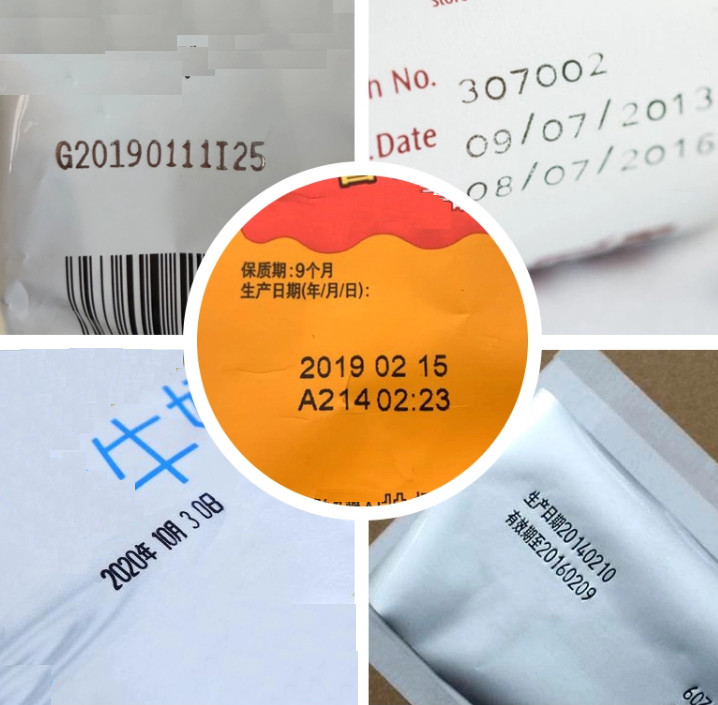 G20190111I25
n No. 307002
.Date 09/07/2013
08/07/2016
保质期:9个月
生产日期(年/月/日):
2019 02 15
A214 02:23
2020年 10月 30日
生产日期20140210
有效期至20160209
607